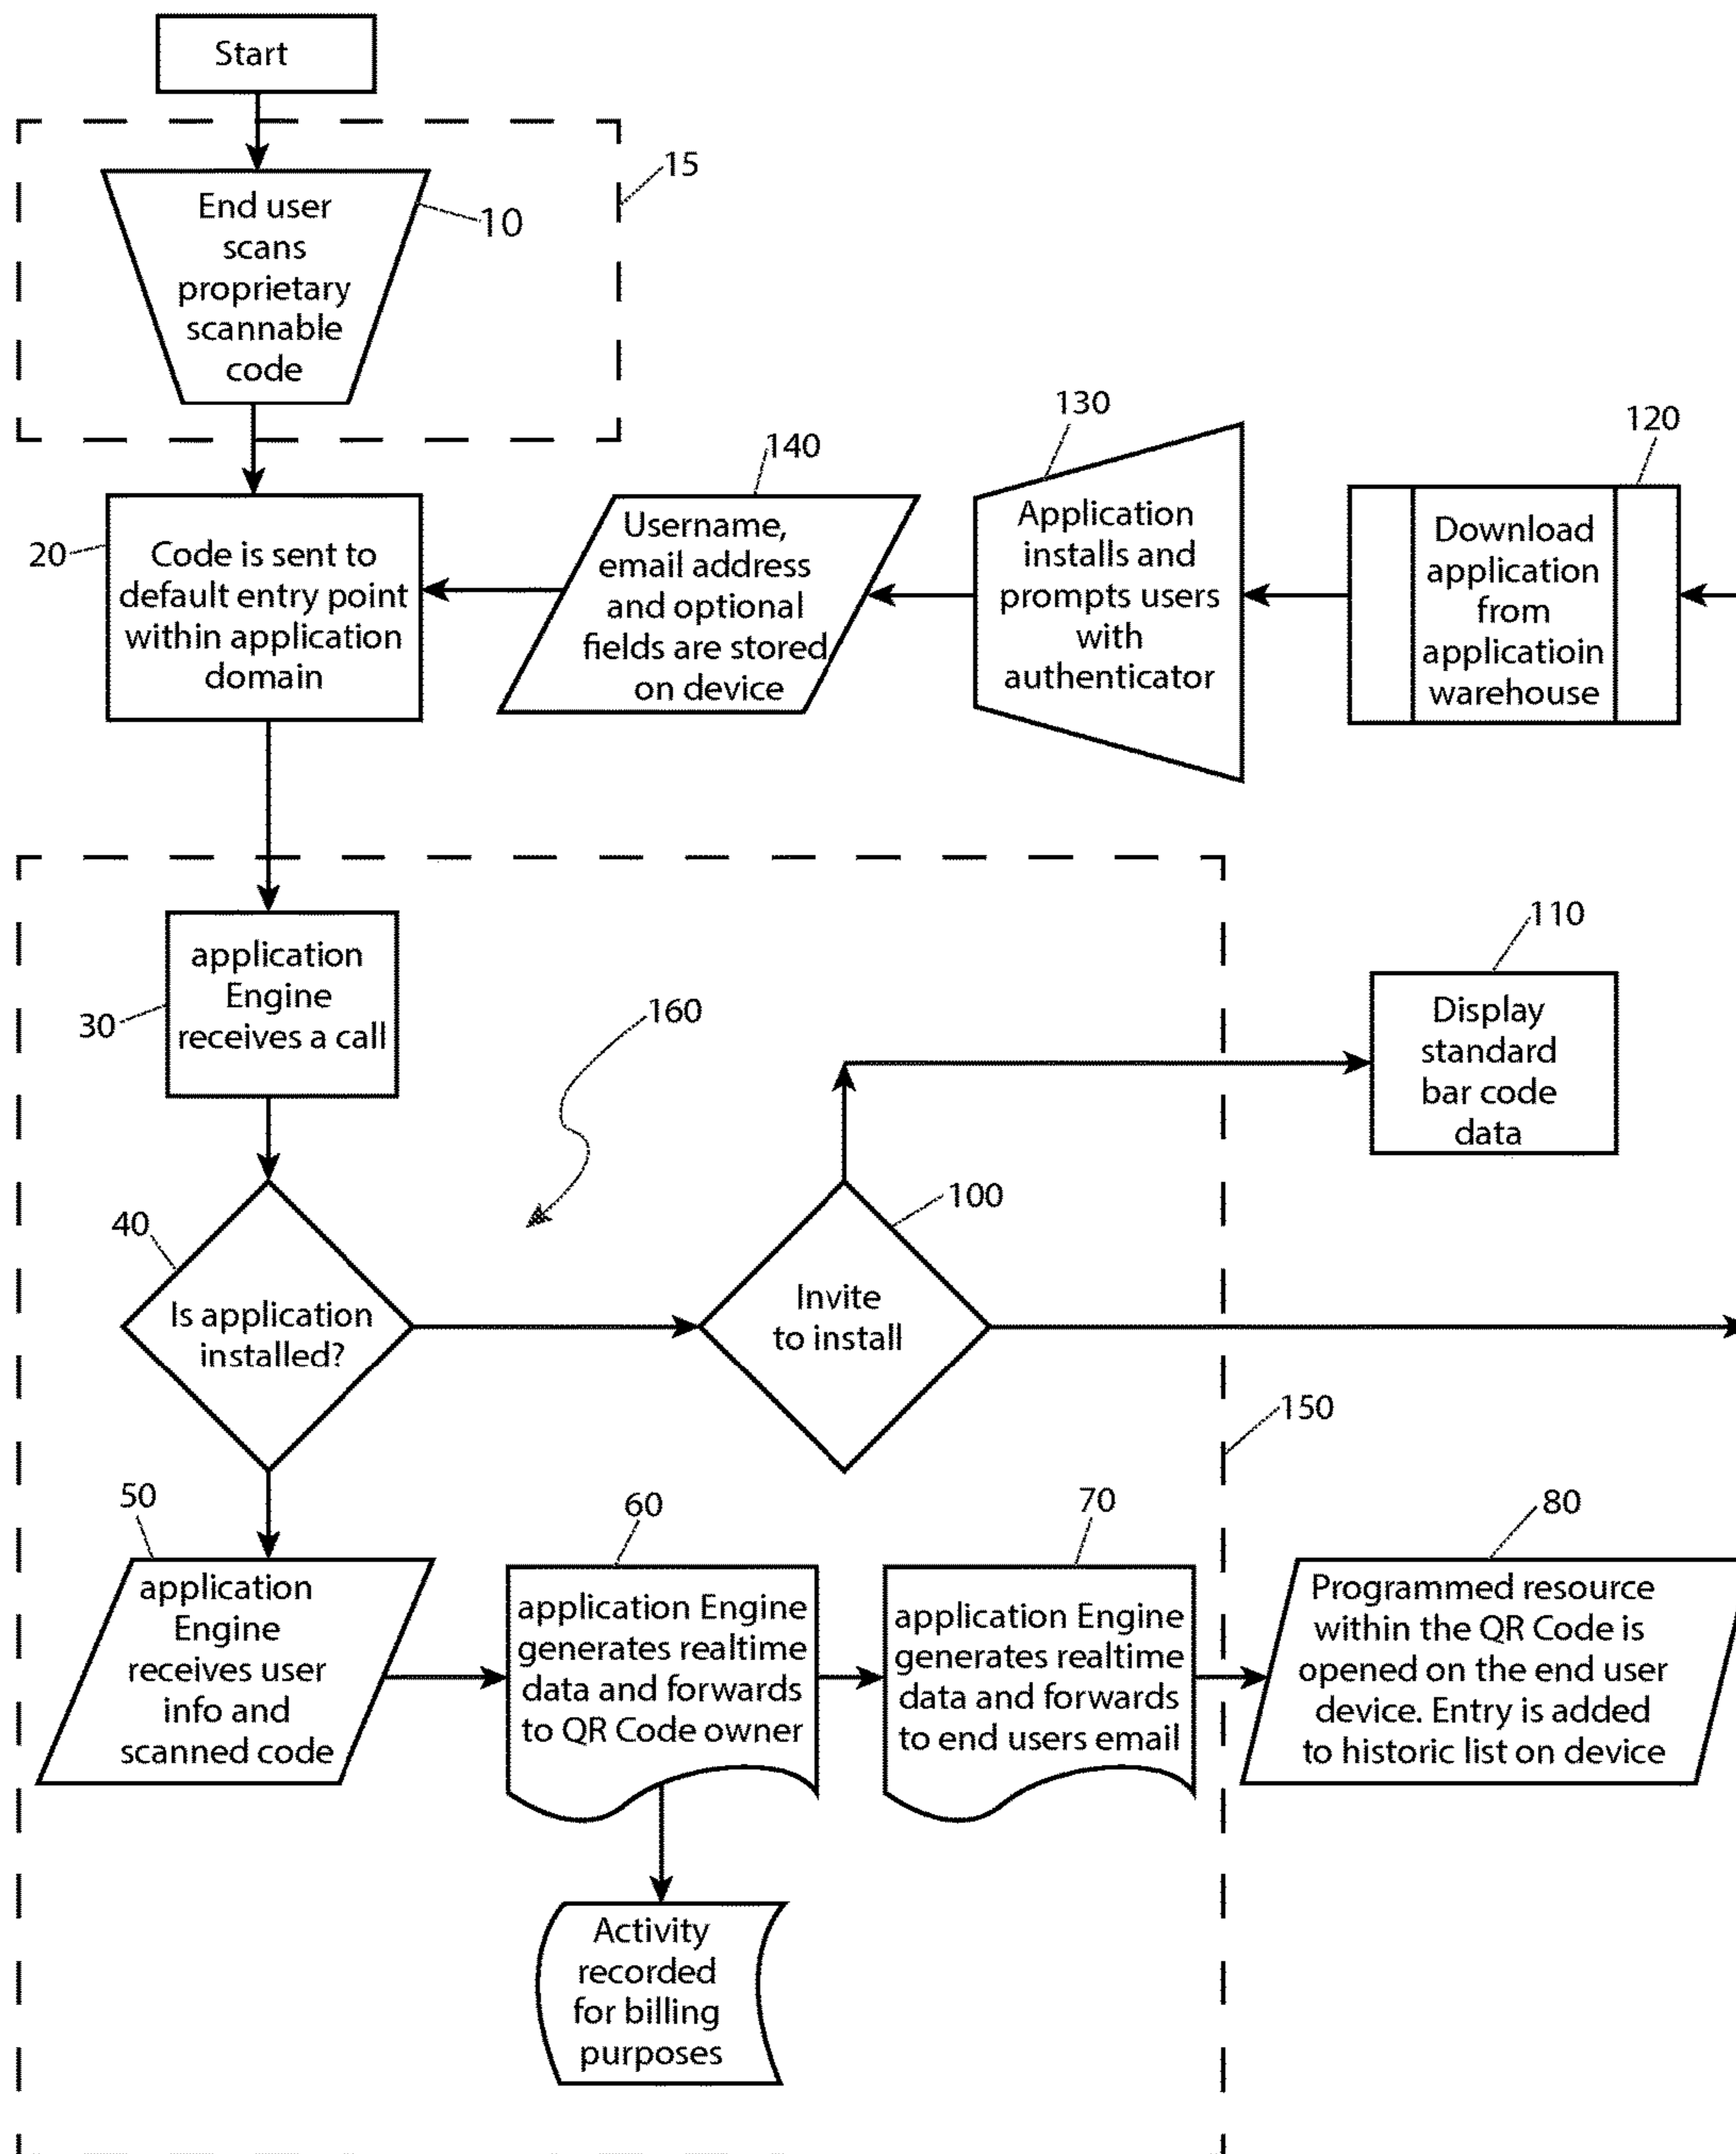 Start
15
End user
scans
proprietary
scannable
code
10
130
120
140
20
Code is sent to
default entry point
within application
domain
Username,
email address
and optional
fields are stored
on device
Application
installs and
prompts users
with
authenticator
Download
application
from
applicatioin
warehouse
30
application
Engine
receives a call
160
110
Display
standard
bar code
data
40
Is application
installed?
100
Invite
to install
150
50
application
Engine
receives user
info and
scanned code
60
application Engine
generates realtime
data and forwards
to QR Code owner
70
application Engine
generates realtime
data and forwards
to end users email
80
Programmed resource
within the QR Code is
opened on the end user
device. Entry is added
to historic list on device
Activity
recorded
for billing
purposes